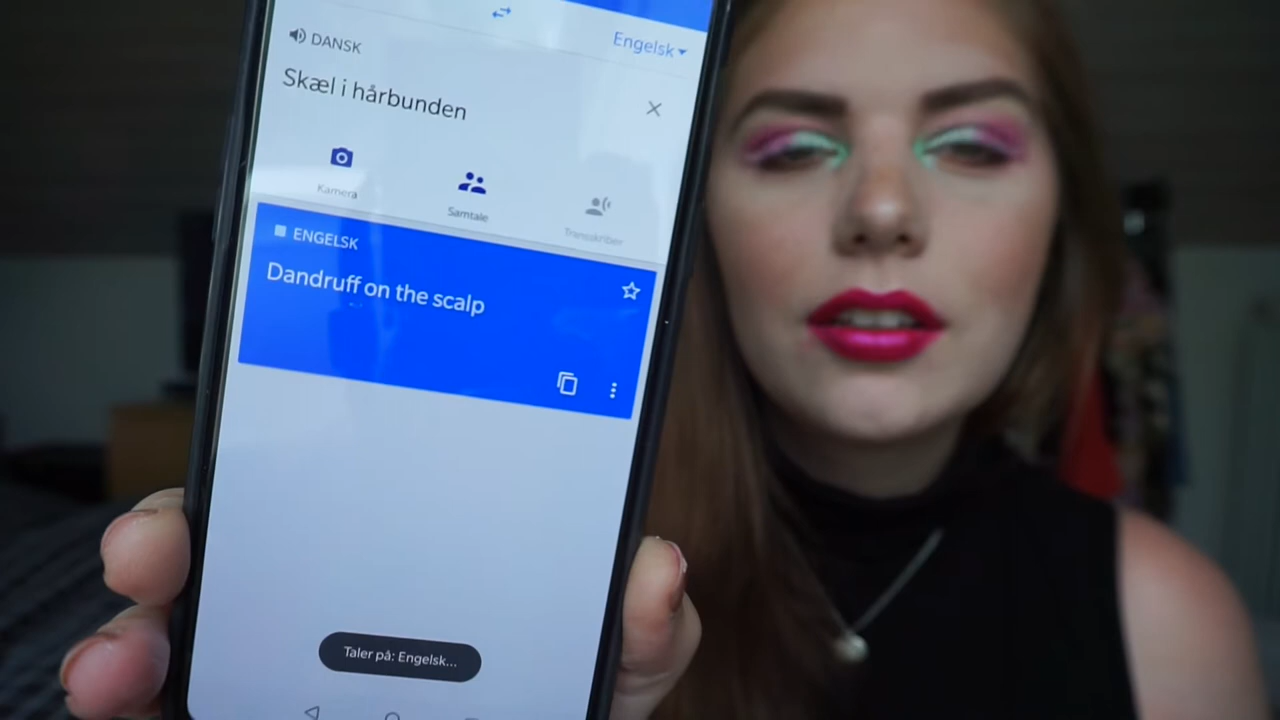 Engelsk
DANSK
Skæl i hårbunden
Kamera
Samtale
Transskriber
ENGELSK
Dandruff on the scalp
Taler på: Engelsk...